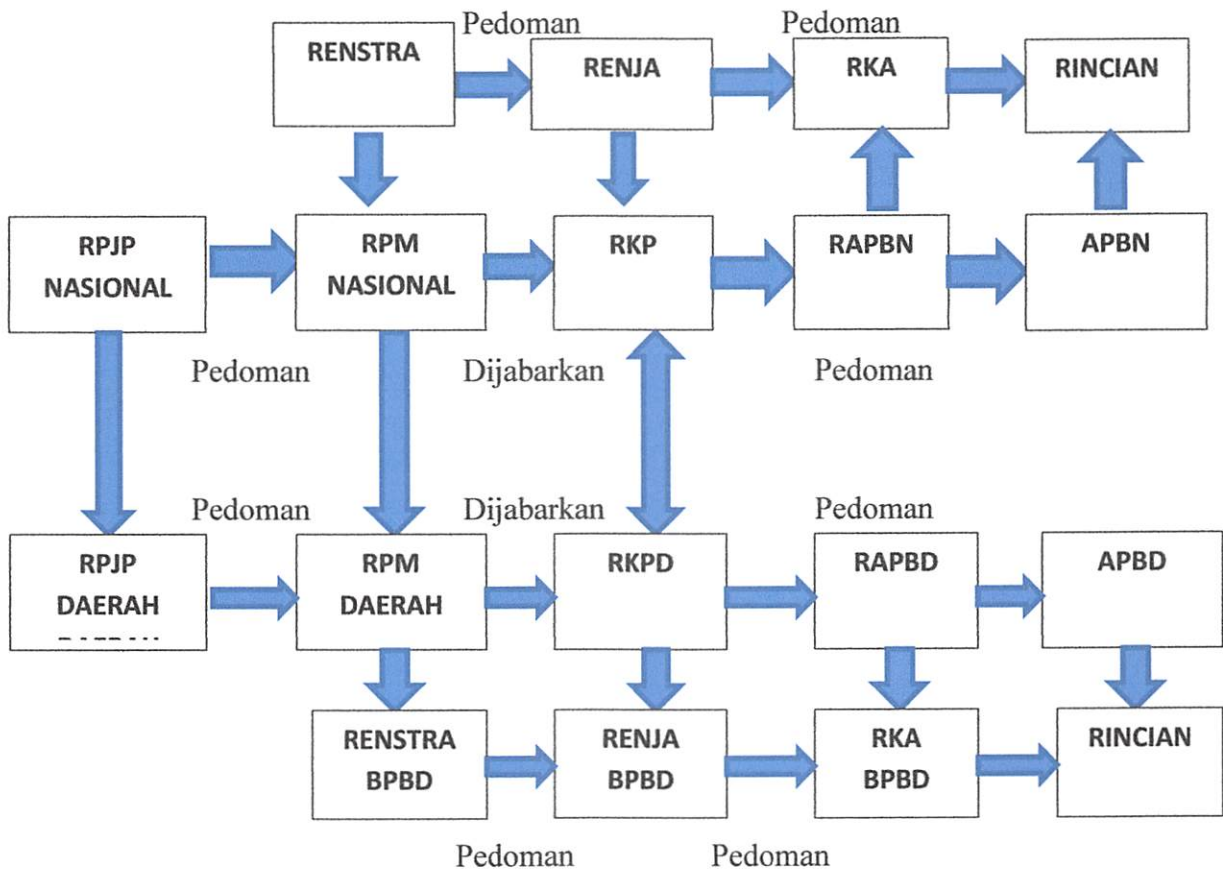 Pedoman Pedoman
RENSTRA RENJA RKA RINCIAN
RPJP NASIONAL
RPM NASIONAL
RKP
RAPBN
APBN
Pedoman Dijabarkan Pedoman
Pedoman Dijabarkan Pedoman
RPJP DAERAH
RPM DAERAH
RKPD
RAPBD
APBD
RENSTRA BPBD
RENJA BPBD
RKA BPBD
RINCIAN
Pedoman Pedoman